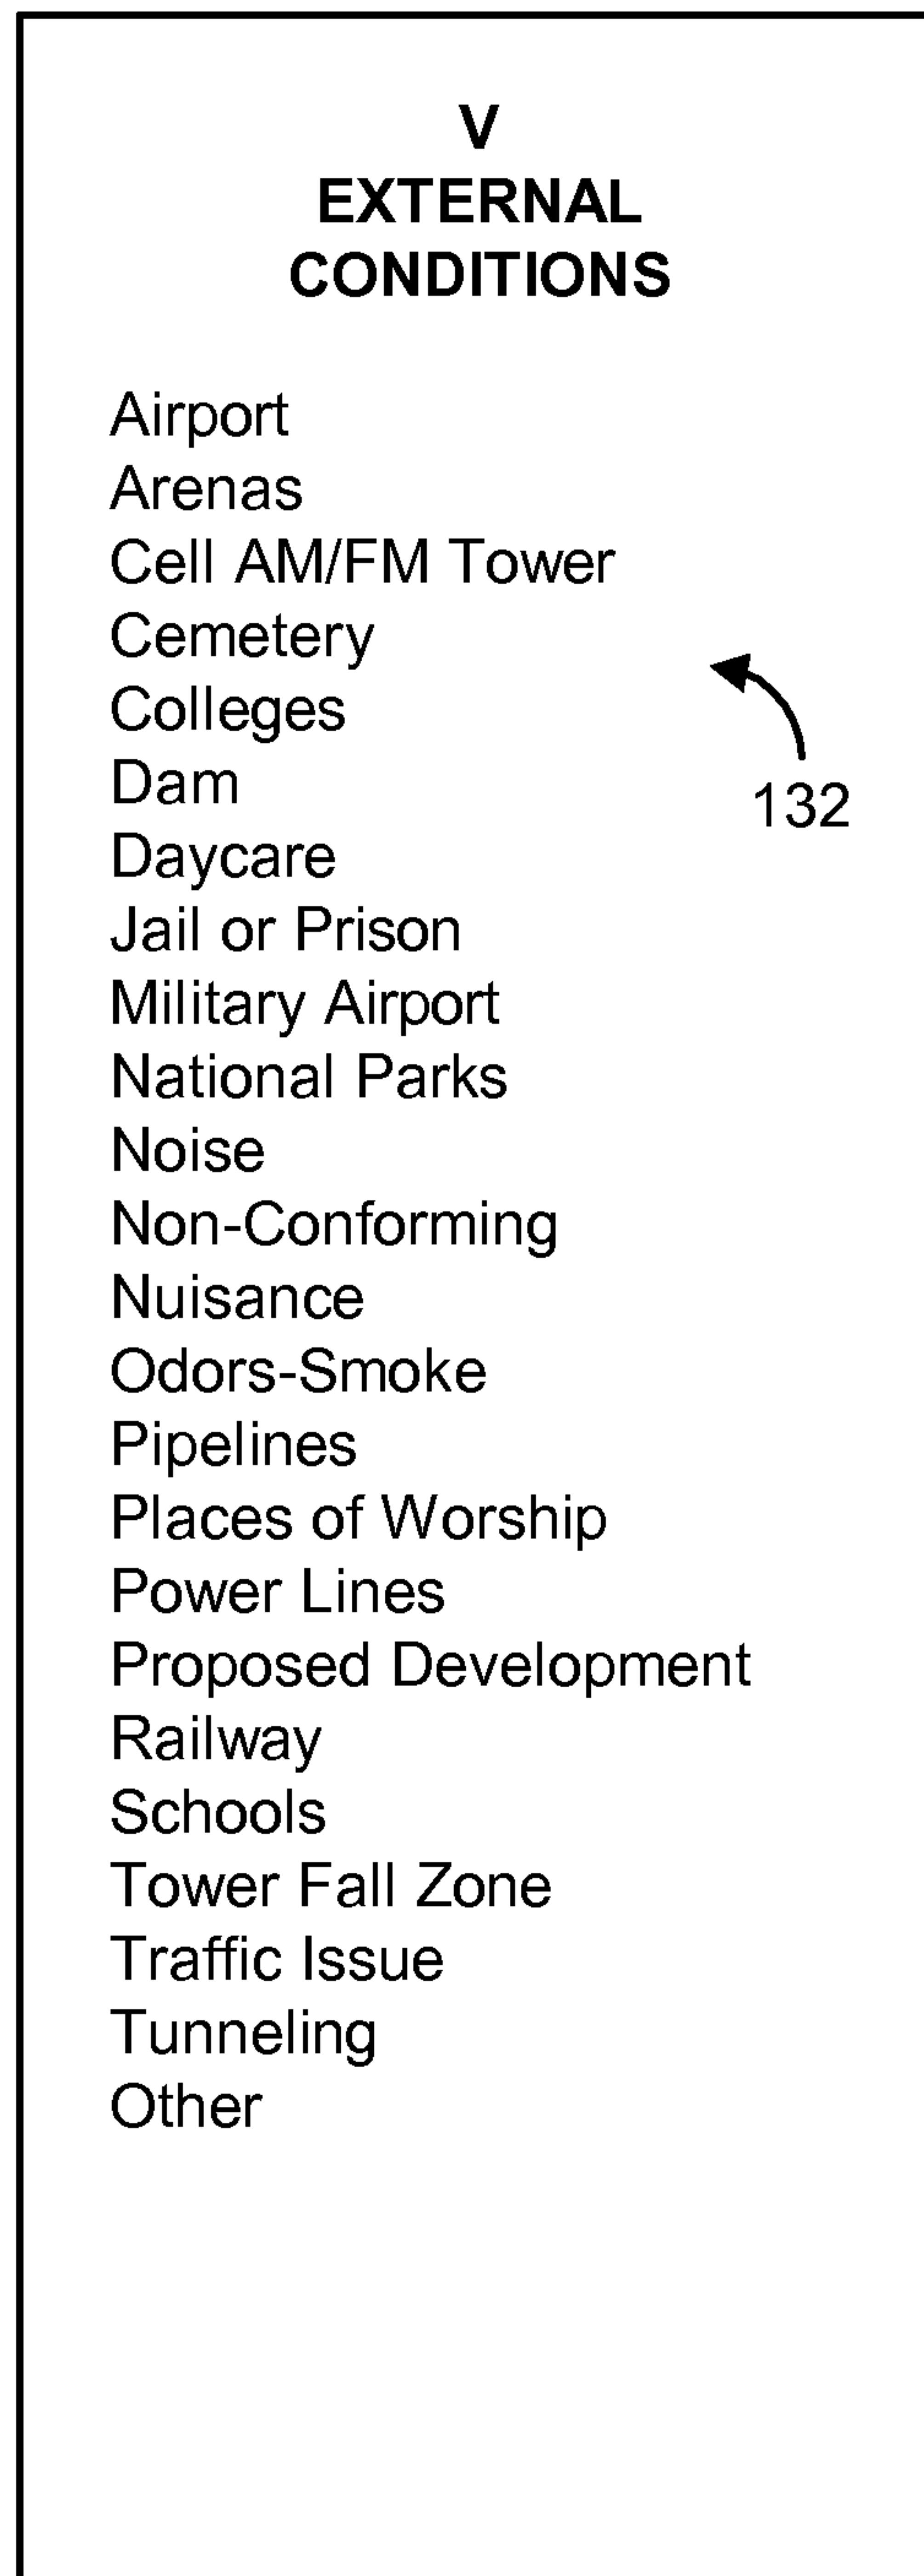 V
EXTERNAL
CONDITIONS
Airport
Arenas
Cell AM/FM Tower
Cemetery
Colleges
Dam
132
Daycare
Jail or Prison
Military Airport
National Parks
Noise
Non-Conforming
Nuisance
Odors-Smoke
Pipelines
Places of Worship
Power Lines
Proposed Development
Railway
Schools
Tower Fall Zone
Traffic Issue
Tunneling
Other